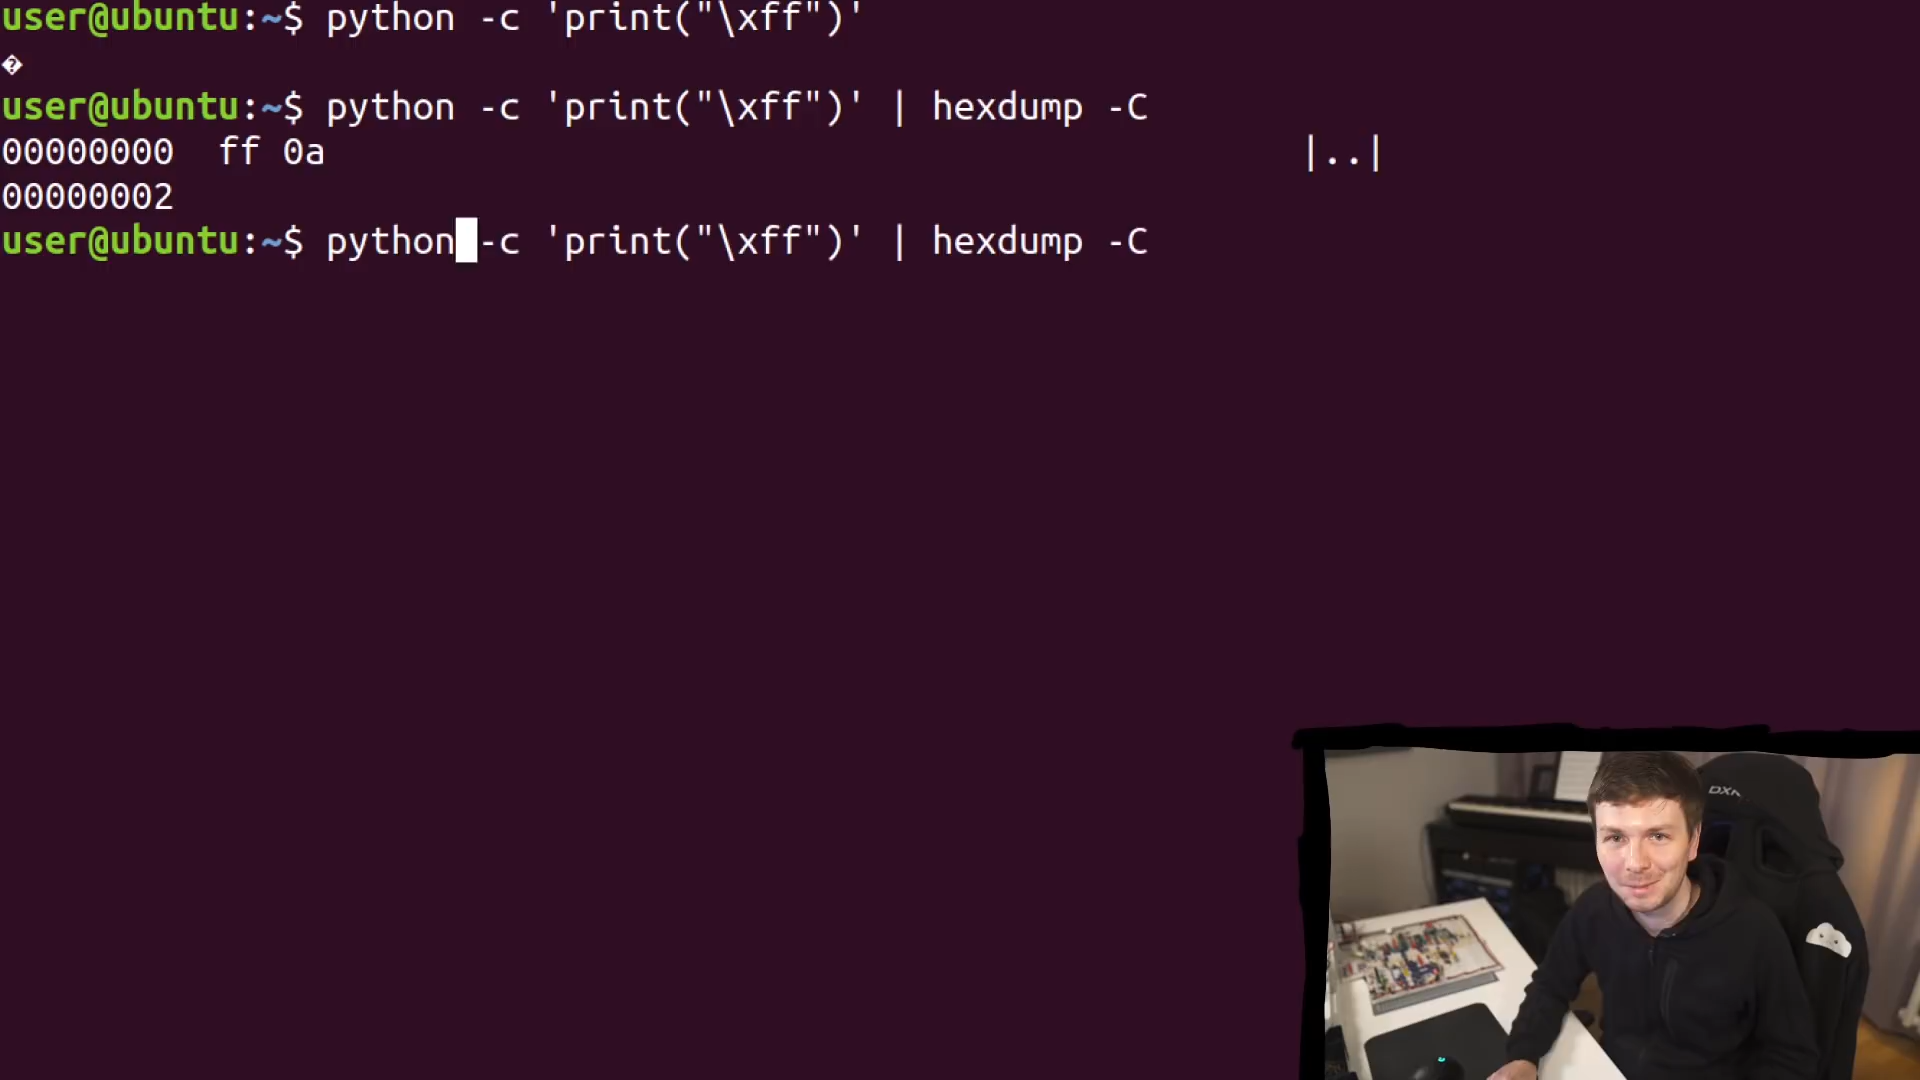 user@ubuntu:~$ python -c 'print("\xff")'
�
user@ubuntu:~$ python -c 'print("\xff")' | hexdump -C
00000000  ff 0a                                              |..|
00000002
user@ubuntu:~$ python -c 'print("\xff")' | hexdump -C